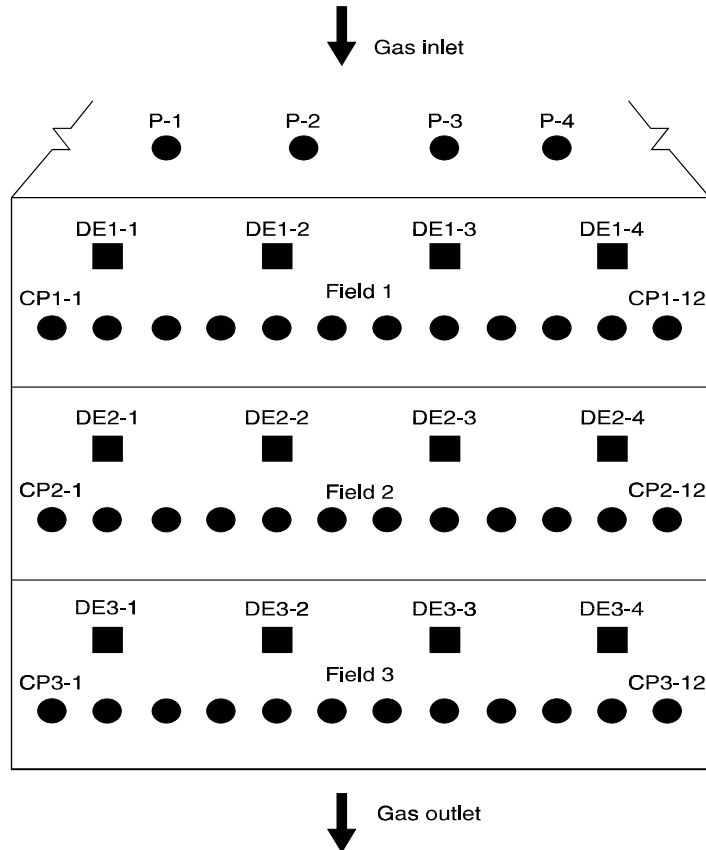 Gas inlet
P-1 P-2 P-3 P-4
DE1-1 DE1-2 DE1-3 DE1-4
CP1-1 Field 1 CP1-12
DE2-1 DE2-2 DE2-3 DE2-4
CP2-1 Field 2 CP2-12
DE3-1 DE3-2 DE3-3 DE3-4
CP3-1 Field 3 CP3-12
Gas outlet